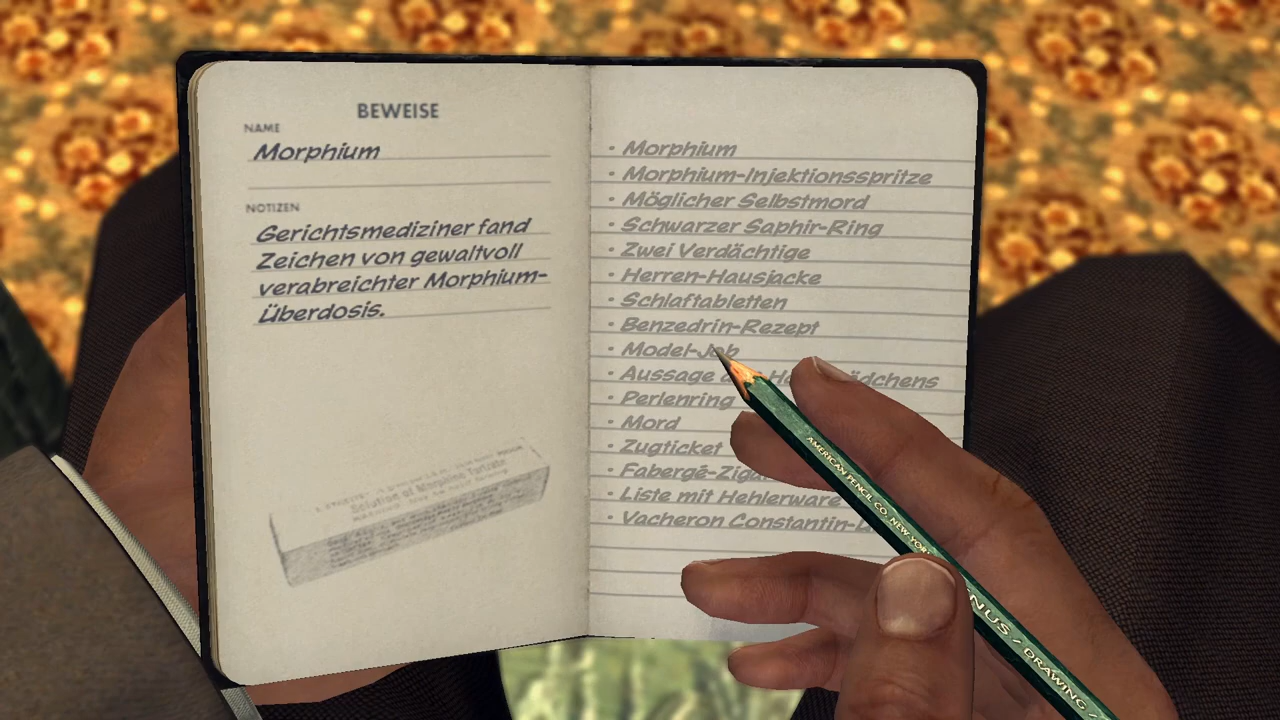 BEWEISE
NAME
Morphium
NOTIZEN
Gerichtsmediziner fand
Zeichen von gewaltvoll
verabreichter Morphium-
Überdosis.
Solution of Morphine Tartrate
• Morphium
• Morphium-Injektionsspritze
• Möglicher Selbstmord
• Schwarzer Saphir-Ring
• Zwei Verdächtige
• Herren-Hausjacke
• Schlaftabletten
• Benzedrin-Rezept
• Model-Job
• Aussage
• Perlenring
• Mord
• Zugticket
• Fabergé-
• Liste mit Hehlerware
• Vacheron Constantin-
AMERICAN PENCIL CO. NEW YORK
DRAWING